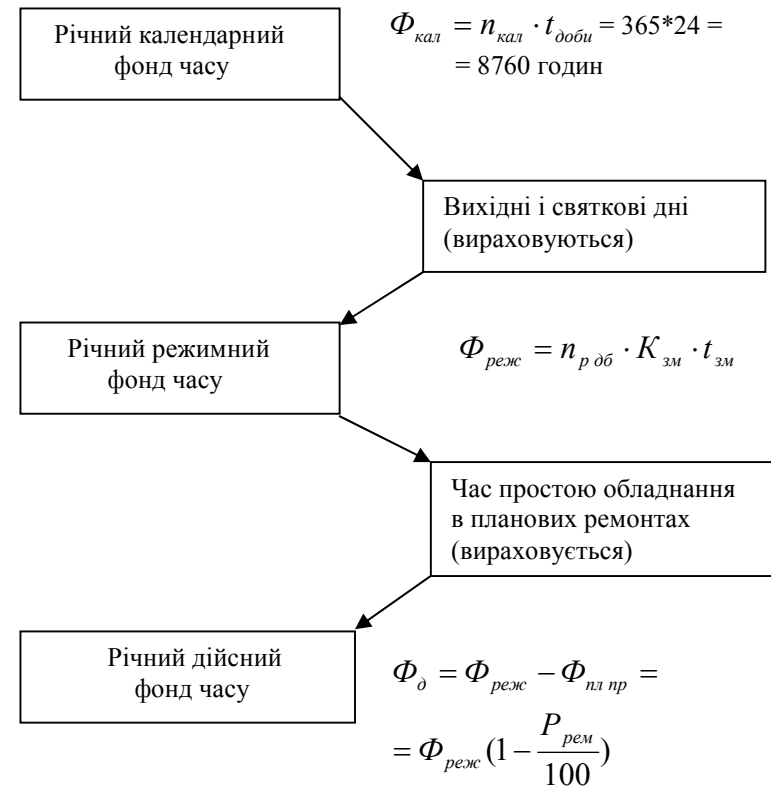 Річний календарний
фонд часу
Ф_кал = n_кал · t_доби = 365*24 =
= 8760 годин
Вихідні і святкові дні
(вираховуються)
Річний режимний
фонд часу
Ф_реж = n_р дб · К_зм · t_зм
Час простою обладнання
в планових ремонтах
(вираховується)
Річний дійсний
фонд часу
Ф_д = Ф_реж − Ф_пл пр =
= Ф_реж (1 − Р_рем / 100)